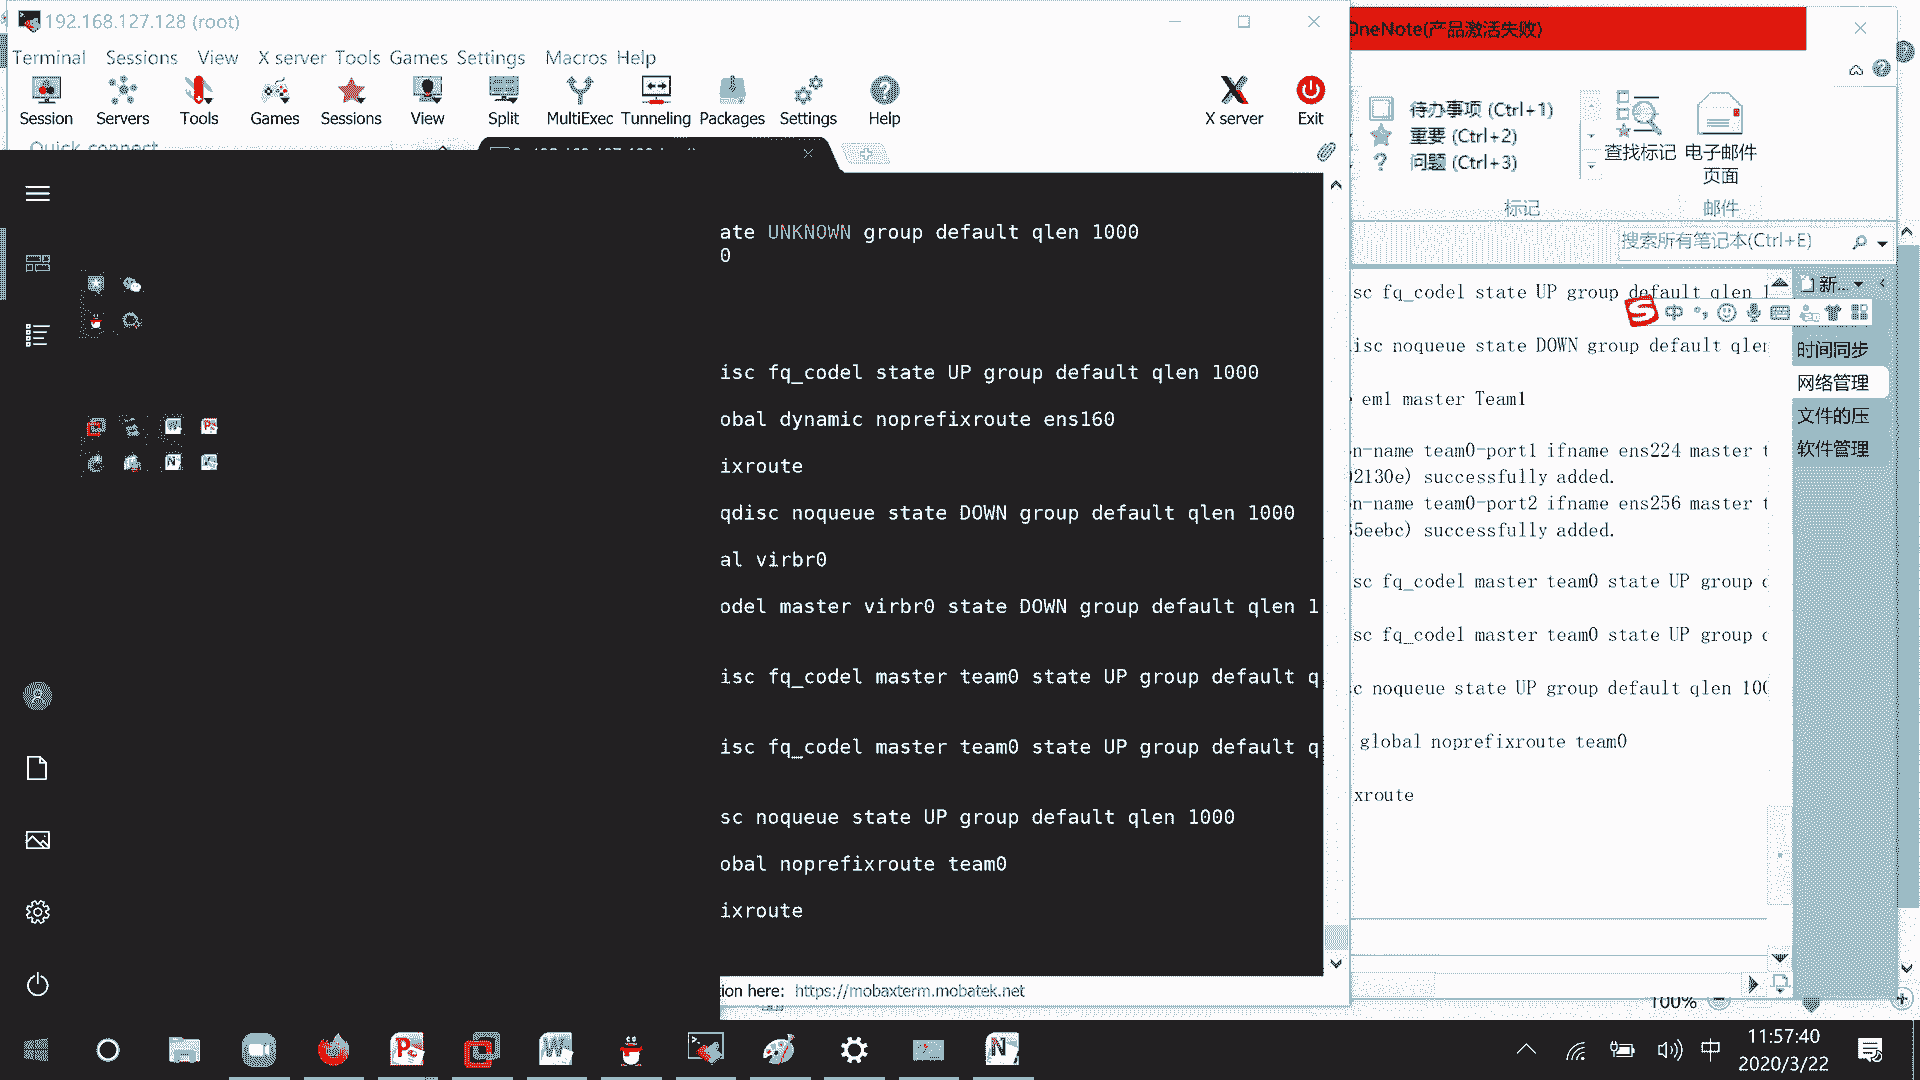 192.168.127.128 (root)
Terminal Sessions View X server Tools Games Settings Macros Help
Session Servers Tools Games Sessions View Split MultiExec Tunneling Packages Settings Help X server Exit
Quick connect
ate UNKNOWN group default qlen 1000
0
isc fq_codel state UP group default qlen 1000
obal dynamic noprefixroute ens160
ixroute
qdisc noqueue state DOWN group default qlen 1000
al virbr0
odel master virbr0 state DOWN group default qlen 1
isc fq_codel master team0 state UP group default q
isc fq_codel master team0 state UP group default q
sc noqueue state UP group default qlen 1000
obal noprefixroute team0
ixroute
tion here: https://mobaxterm.mobatek.net
OneNote(产品激活失败)
待办事项 (Ctrl+1)
重要 (Ctrl+2)
问题 (Ctrl+3)
查找标记
电子邮件
页面
标记
邮件
搜索所有笔记本(Ctrl+E)
sc fq_codel state UP group default qlen 1
中
isc noqueue state DOWN group default qlen
em1 master Team1
n-name team0-port1 ifname ens224 master t
2130e) successfully added.
n-name team0-port2 ifname ens256 master t
5eebc) successfully added.
sc fq_codel master team0 state UP group
sc fq_codel master team0 state UP group
c noqueue state UP group default qlen 100
global noprefixroute team0
xroute
新...
时间同步
网络管理
文件的压
软件管理
100%
中
11:57:40
2020/3/22